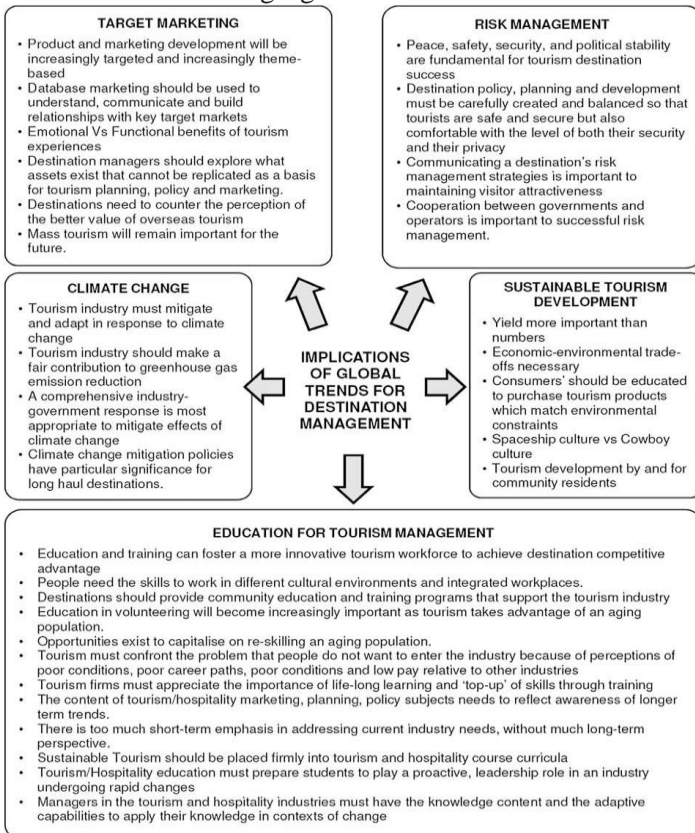 TARGET MARKETING
• Product and marketing development will be
increasingly targeted and increasingly theme-
based
• Database marketing should be used to
understand, communicate and build
relationships with key target markets
• Emotional Vs Functional benefits of tourism
experiences
• Destination managers should explore what
assets exist that cannot be replicated as a basis
for tourism planning, policy and marketing.
• Destinations need to counter the perception of
the better value of overseas tourism
• Mass tourism will remain important for the
future.
RISK MANAGEMENT
• Peace, safety, security, and political stability
are fundamental for tourism destination
success
• Destination policy, planning and development
must be carefully created and balanced so that
tourists are safe and secure but also
comfortable with the level of both their security
and their privacy
• Communicating a destination's risk
management strategies is important to
maintaining visitor attractiveness
• Cooperation between governments and
operators is important to successful risk
management.
CLIMATE CHANGE
• Tourism industry must mitigate
and adapt in response to climate
change
• Tourism industry should make a
fair contribution to greenhouse gas
emission reduction
• A comprehensive industry-
government response is most
appropriate to mitigate effects of
climate change
• Climate change mitigation policies
have particular significance for
long haul destinations.
IMPLICATIONS
OF GLOBAL
TRENDS FOR
DESTINATION
MANAGEMENT
SUSTAINABLE TOURISM
DEVELOPMENT
• Yield more important than
numbers
• Economic-environmental trade-
offs necessary
• Consumers' should be educated
to purchase tourism products
which match environmental
constraints
• Spaceship culture vs Cowboy
culture
• Tourism development by and for
community residents
EDUCATION FOR TOURISM MANAGEMENT
• Education and training can foster a more innovative tourism workforce to achieve destination competitive
advantage
• People need the skills to work in different cultural environments and integrated workplaces.
• Destinations should provide community education and training programs that support the tourism industry
• Education in volunteering will become increasingly important as tourism takes advantage of an aging
population.
• Opportunities exist to capitalise on re-skilling an aging population.
• Tourism must confront the problem that people do not want to enter the industry because of perceptions of
poor conditions, poor career paths, poor conditions and low pay relative to other industries
• Tourism firms must appreciate the importance of life-long learning and 'top-up' of skills through training
• The content of tourism/hospitality marketing, planning, policy subjects needs to reflect awareness of longer
term trends.
• There is too much short-term emphasis in addressing current industry needs, without much long-term
perspective.
• Sustainable Tourism should be placed firmly into tourism and hospitality course curricula
• Tourism/Hospitality education must prepare students to play a proactive, leadership role in an industry
undergoing rapid changes
• Managers in the tourism and hospitality industries must have the knowledge content and the adaptive
capabilities to apply their knowledge in contexts of change